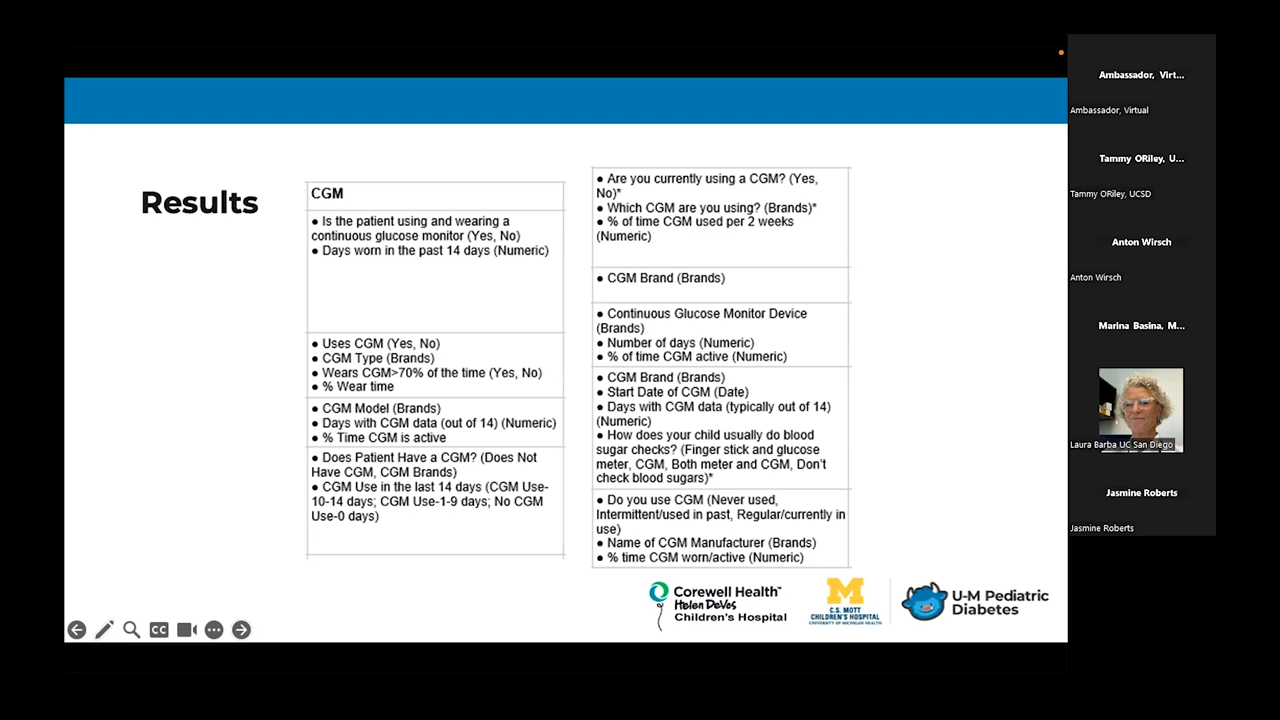 Results
CGM
● Is the patient using and wearing a
continuous glucose monitor (Yes, No)
● Days worn in the past 14 days (Numeric)
● Uses CGM (Yes, No)
● CGM Type (Brands)
● Wears CGM>70% of the time (Yes, No)
● % Wear time
● CGM Model (Brands)
● Days with CGM data (out of 14) (Numeric)
● % Time CGM is active
● Does Patient Have a CGM? (Does Not
Have CGM, CGM Brands)
● CGM Use in the last 14 days (CGM Use-
10-14 days; CGM Use-1-9 days; No CGM
Use-0 days)
● Are you currently using a CGM? (Yes,
No)*
● Which CGM are you using? (Brands)*
● % of time CGM used per 2 weeks
(Numeric)
● CGM Brand (Brands)
● Continuous Glucose Monitor Device
(Brands)
● Number of days (Numeric)
● % of time CGM active (Numeric)
● CGM Brand (Brands)
● Start Date of CGM (Date)
● Days with CGM data (typically out of 14)
(Numeric)
● How does your child usually do blood
sugar checks? (Finger stick and glucose
meter, CGM, Both meter and CGM, Don't
check blood sugars)*
● Do you use CGM (Never used,
Intermittent/used in past, Regular/currently in
use)
● Name of CGM Manufacturer (Brands)
● % time CGM worn/active (Numeric)
Corewell Health™
Helen DeVos
Children's Hospital
M
C.S. MOTT
CHILDREN'S HOSPITAL
UNIVERSITY OF MICHIGAN HEALTH
U-M Pediatric
Diabetes
CC
Ambassador, Virt...
Ambassador, Virtual
Tammy ORiley, U...
Tammy ORiley, UCSD
Anton Wirsch
Anton Wirsch
Marina Basina, M...
Laura Barba UC San Diego
Jasmine Roberts
Jasmine Roberts